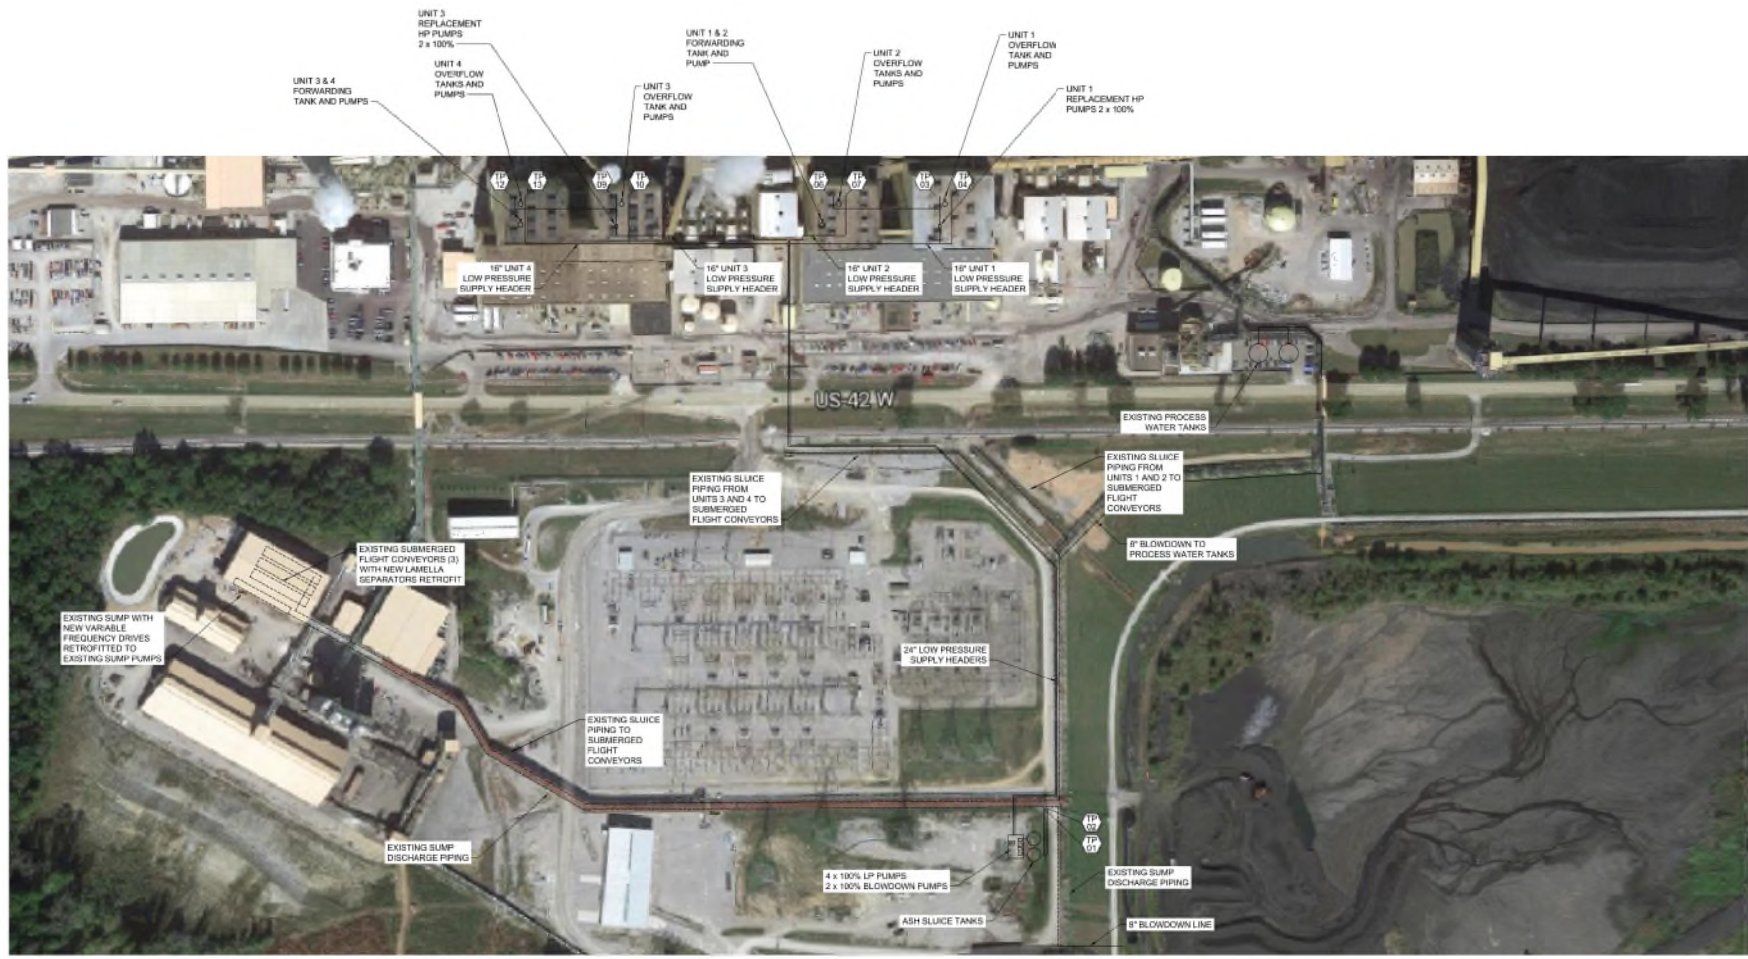 UNIT 3
REPLACEMENT
HP PUMPS
2 x 100%
UNIT 4
OVERFLOW
TANKS AND
PUMPS
UNIT 3 & 4
FORWARDING
TANK AND PUMPS
UNIT 3
OVERFLOW
TANK AND
PUMPS
UNIT 1 & 2
FORWARDING
TANK AND
PUMP
UNIT 2
OVERFLOW
TANKS AND
PUMPS
UNIT 1
OVERFLOW
TANK AND
PUMPS
UNIT 1
REPLACEMENT HP
PUMPS 2 x 100%
TP
12
TP
13
TP
09
TP
10
TP
06
TP
07
TP
03
TP
04
16" UNIT 4
LOW PRESSURE
SUPPLY HEADER
16" UNIT 3
LOW PRESSURE
SUPPLY HEADER
16" UNIT 2
LOW PRESSURE
SUPPLY HEADER
16" UNIT 1
LOW PRESSURE
SUPPLY HEADER
US-42 W
EXISTING PROCESS
WATER TANKS
EXISTING SLUICE
PIPING FROM
UNITS 3 AND 4 TO
SUBMERGED
FLIGHT CONVEYORS
EXISTING SLUICE
PIPING FROM
UNITS 1 AND 2 TO
SUBMERGED
FLIGHT
CONVEYORS
8" BLOWDOWN TO
PROCESS WATER TANKS
EXISTING SUBMERGED
FLIGHT CONVEYORS (3)
WITH NEW LAMELLA
SEPARATORS RETROFIT
EXISTING SUMP WITH
NEW VARIABLE
FREQUENCY DRIVES
RETROFITTED TO
EXISTING SUMP PUMPS
24" LOW PRESSURE
SUPPLY HEADERS
EXISTING SLUICE
PIPING TO
SUBMERGED
FLIGHT
CONVEYORS
TP
02
TP
01
EXISTING SUMP
DISCHARGE PIPING
4 x 100% LP PUMPS
2 x 100% BLOWDOWN PUMPS
EXISTING SUMP
DISCHARGE PIPING
ASH SLUICE TANKS
8" BLOWDOWN LINE